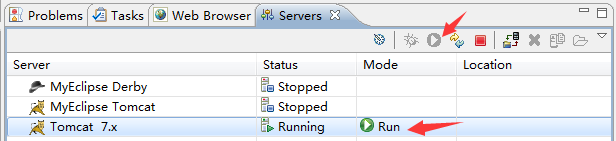 Problems Tasks Web Browser Servers
Server Status Mode Location
MyEclipse Derby Stopped
MyEclipse Tomcat Stopped
Tomcat 7.x Running Run